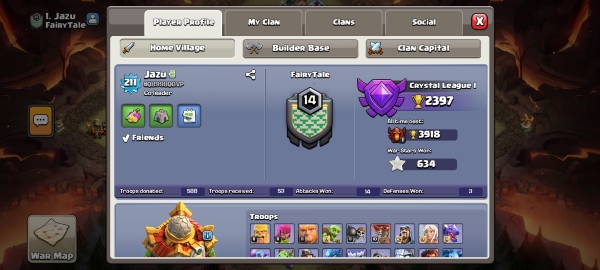 1. Jazu
FairyTale
Player Profile
My Clan
Clans
Social
X
Home Village
Builder Base
Clan Capital
211
Jazu
Co-leader
Friends
FairyTale
14
Crystal League I
2397
All time best:
3918
War Stars Won:
634
Troops donated: 588
Troops received: 53
Attacks Won: 14
Defenses Won: 3
War Map
Troops